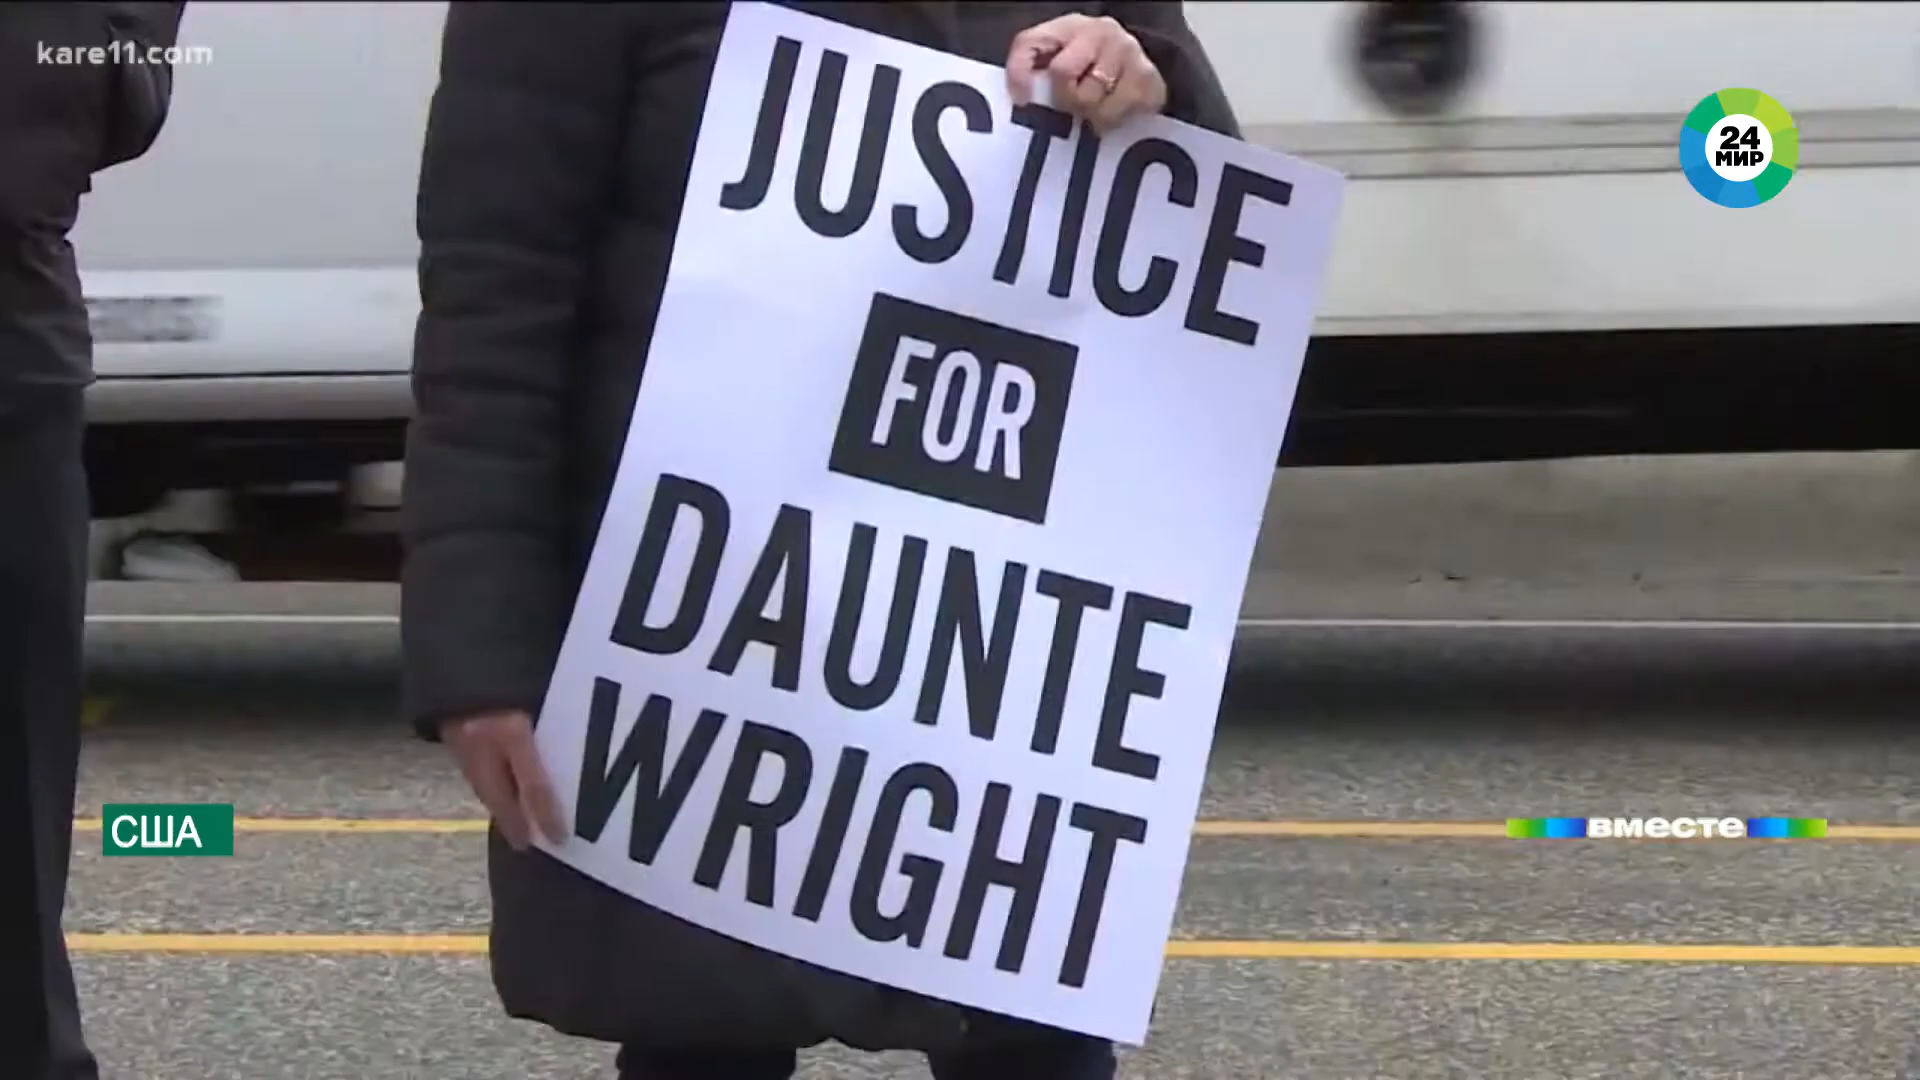 kare11.com
24
МИР
JUSTICE
FOR
DAUNTE
WRIGHT
США
вместе